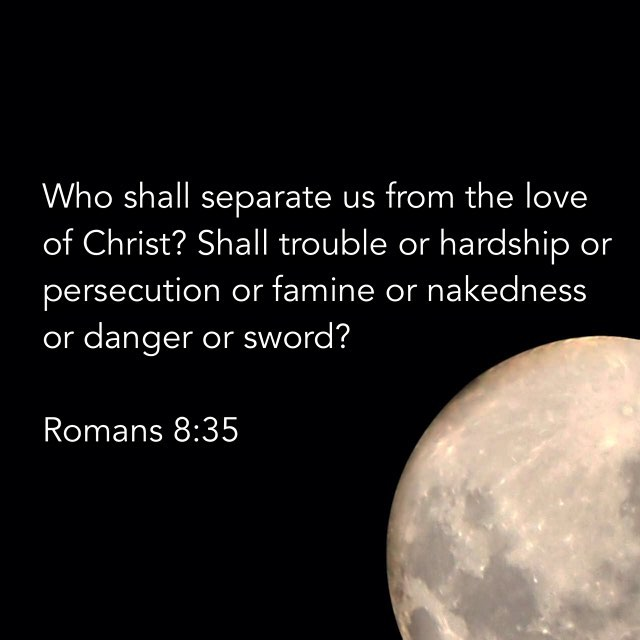 Who shall separate us from the love
of Christ? Shall trouble or hardship or
persecution or famine or nakedness
or danger or sword?
Romans 8:35